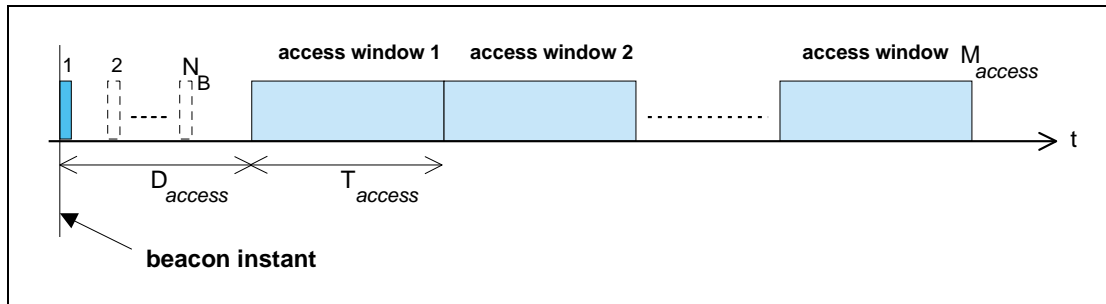 access window 1 access window 2 access window M access
1 2 N B
t
D access T access
beacon instant